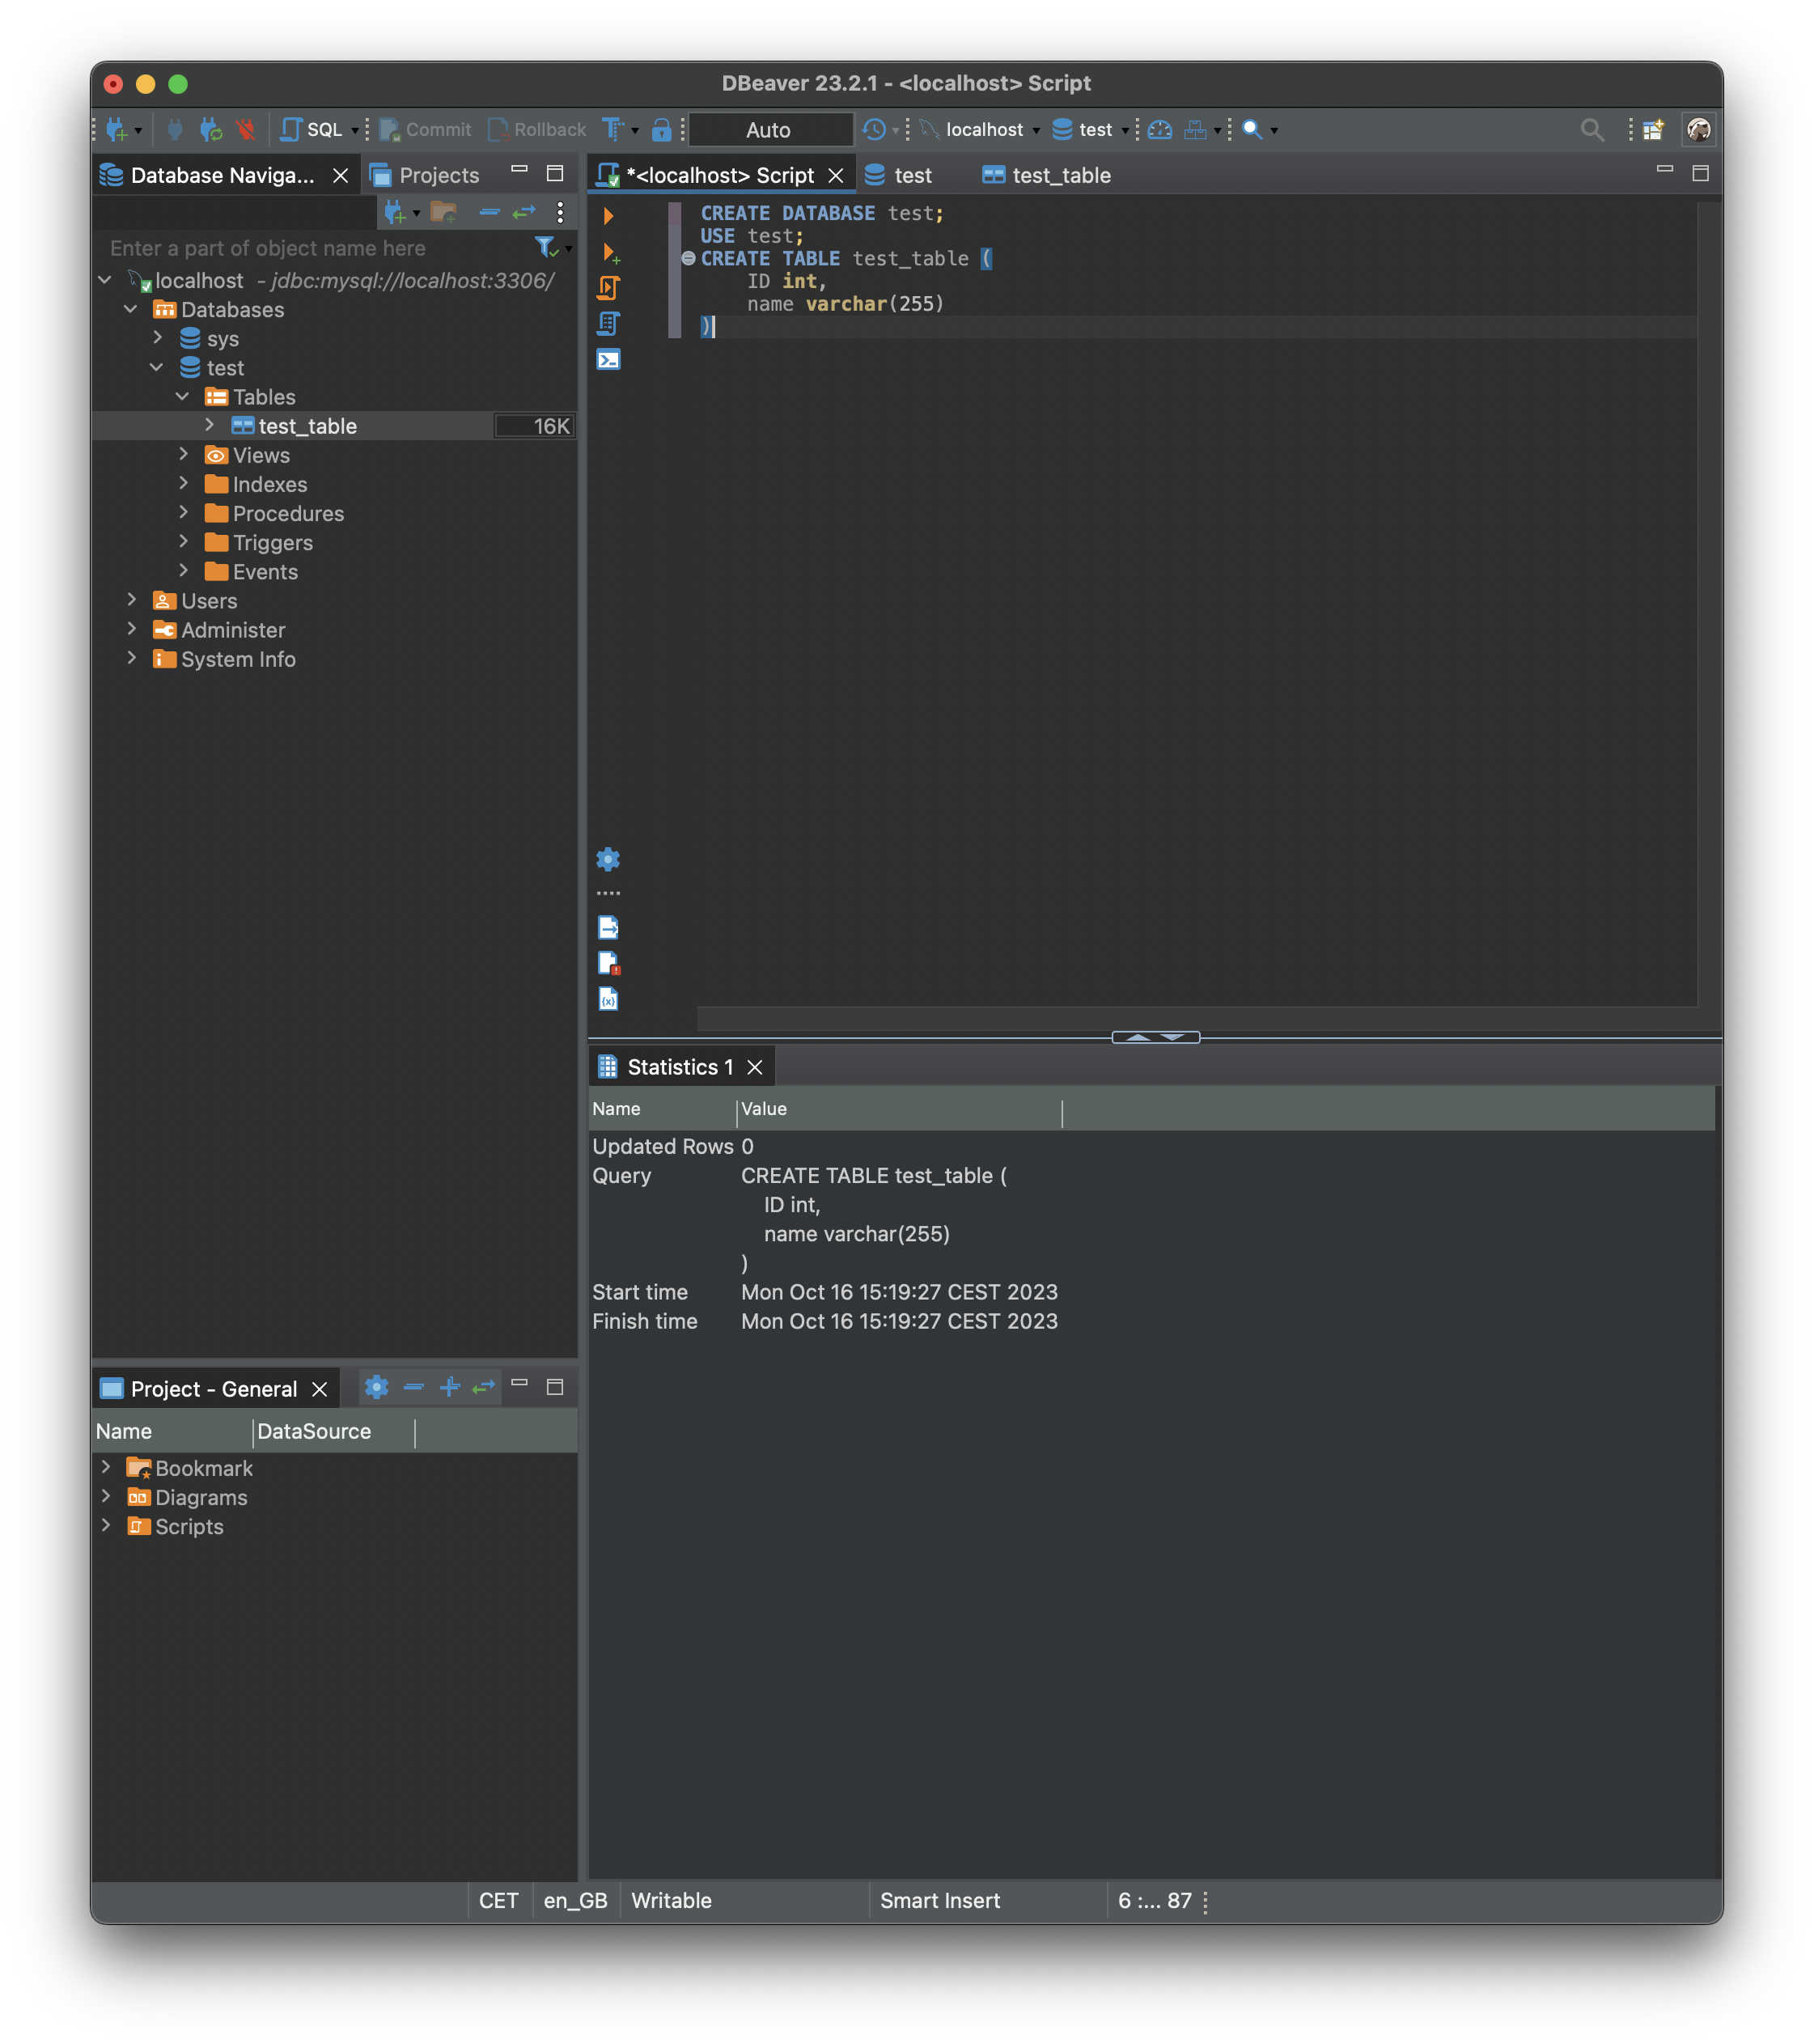 DBeaver 23.2.1 - <localhost> Script
SQL Commit Rollback Auto localhost test
Database Naviga... Projects
Enter a part of object name here
localhost - jdbc:mysql://localhost:3306/
Databases
sys
test
Tables
test_table 16K
Views
Indexes
Procedures
Triggers
Events
Users
Administer
System Info
*<localhost> Script test test_table
CREATE DATABASE test;
USE test;
CREATE TABLE test_table (
ID int,
name varchar(255)
)
Statistics 1
Name Value
Updated Rows 0
Query CREATE TABLE test_table (
ID int,
name varchar(255)
)
Start time Mon Oct 16 15:19:27 CEST 2023
Finish time Mon Oct 16 15:19:27 CEST 2023
Project - General
Name DataSource
Bookmark
Diagrams
Scripts
CET en_GB Writable Smart Insert 6 :... 87